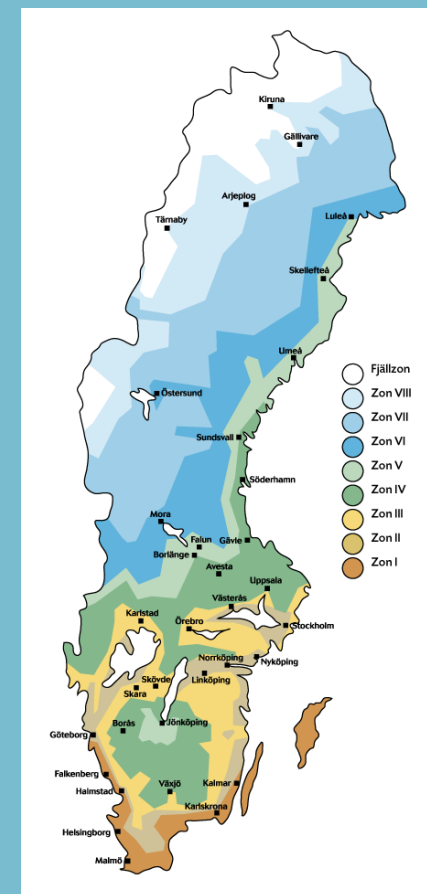 Kiruna
Gällivare
Arjeplog
Luleå
Tärnaby
Skellefteå
Umeå
Fjällzon
Zon VIII
Östersund
Zon VII
Sundsvall
Zon VI
Zon V
Söderhamn
Zon IV
Mora
Zon III
Falun
Gävle
Zon II
Borlänge
Avesta
Zon I
Uppsala
Västerås
Karlstad
Örebro
Stockholm
Norrköping
Nyköping
Linköping
Skövde
Skara
Borås
Jönköping
Göteborg
Falkenberg
Växjö
Kalmar
Halmstad
Karlskrona
Helsingborg
Malmö